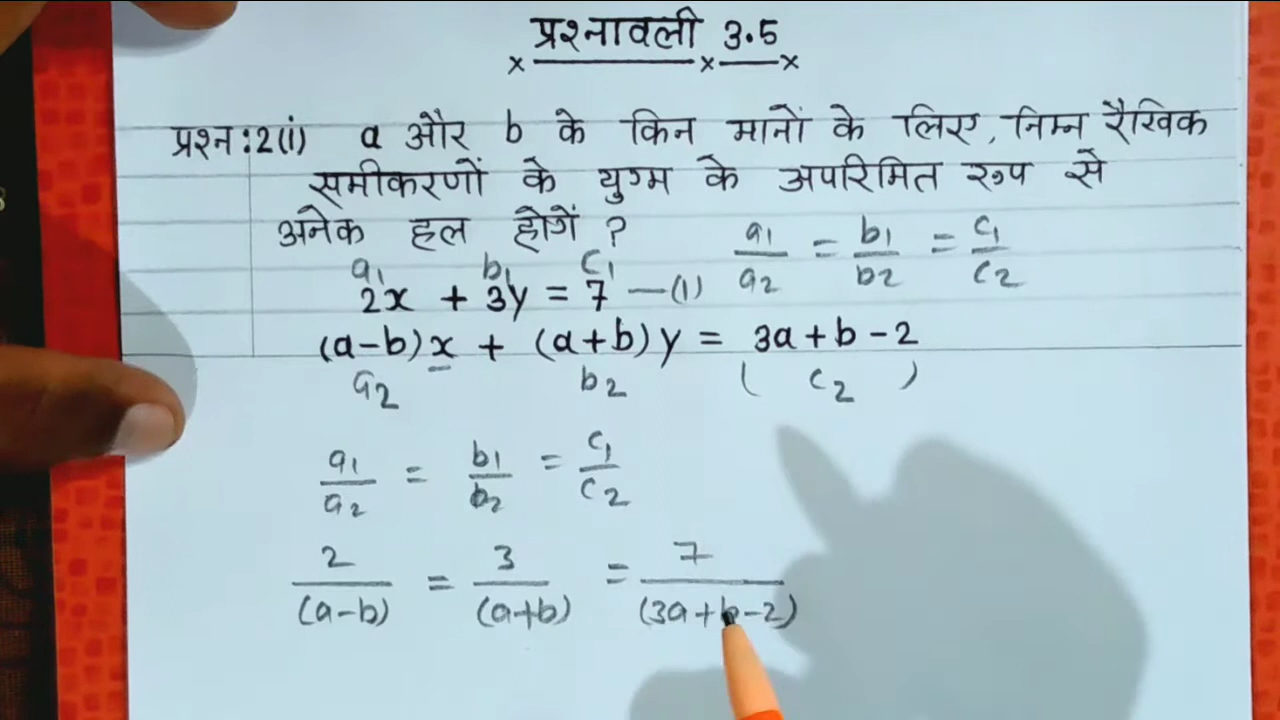 प्रश्नावली 3.5
प्रश्न:2(i) a और b के किन मानों के लिए, निम्न रैखिक
समीकरणों के युग्म के अपरिमित रूप से
अनेक हल होगें ? a1/a2 = b1/b2 = c1/c2
a1 b1 c1
2x + 3y = 7 —(1)
(a-b)x + (a+b)y = 3a+b-2
a2 b2 ( c2 )
a1/a2 = b1/b2 = c1/c2
2/(a-b) = 3/(a+b) = 7/(3a+b-2)